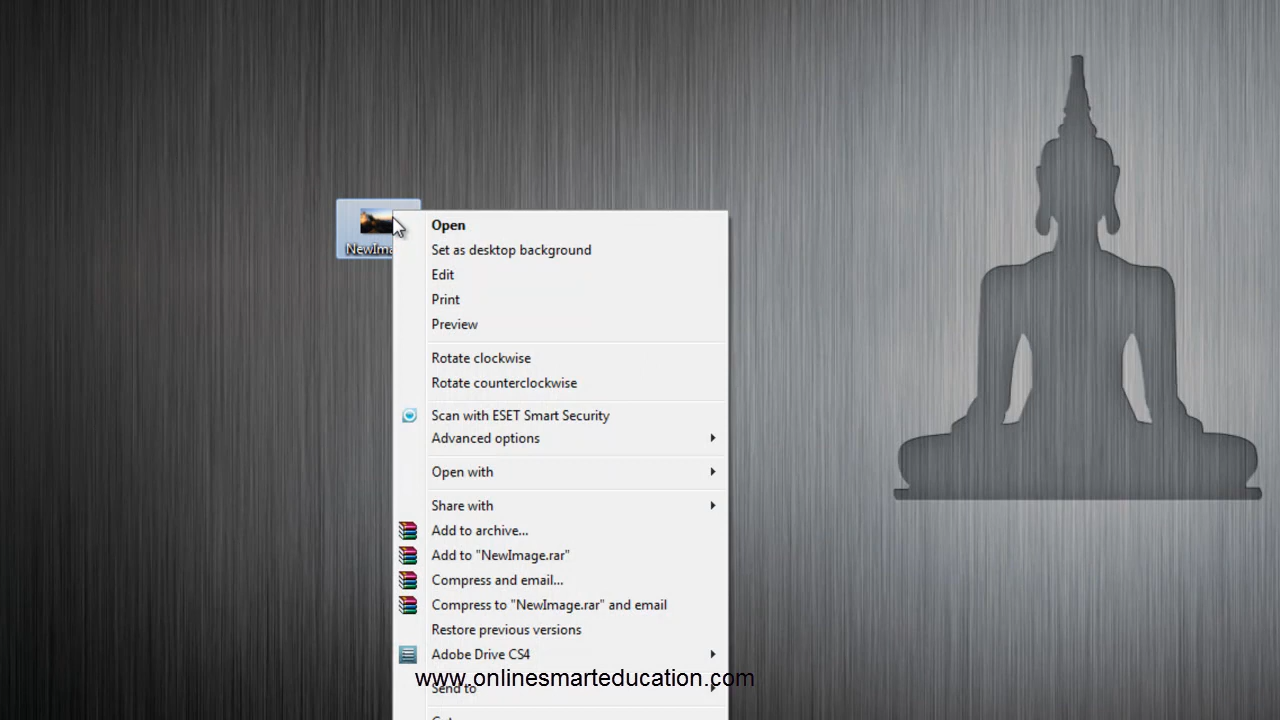 NewIma
Open
Set as desktop background
Edit
Print
Preview
Rotate clockwise
Rotate counterclockwise
Scan with ESET Smart Security
Advanced options
Open with
Share with
Add to archive...
Add to "NewImage.rar"
Compress and email...
Compress to "NewImage.rar" and email
Restore previous versions
Adobe Drive CS4
www.onlinesmarteducation.com
Send to